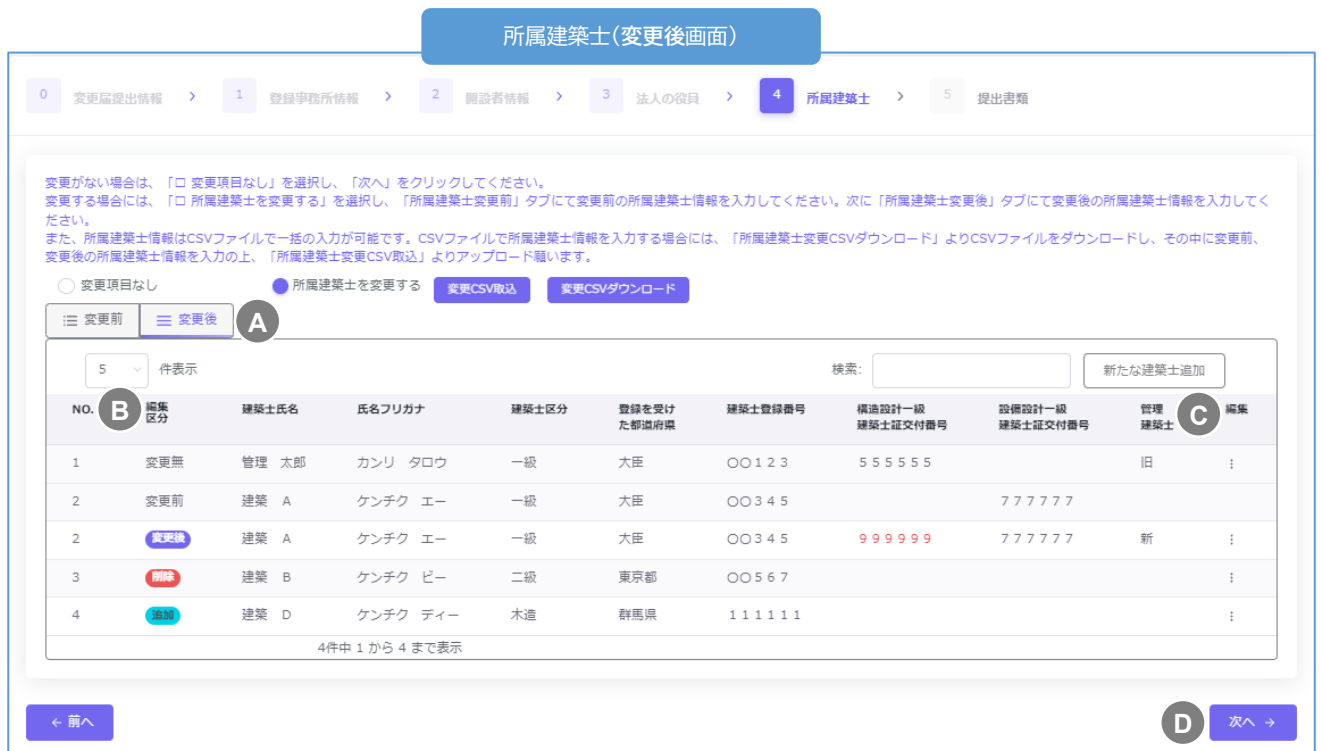 所属建築士(変更後画面)
0 変更届提出情報 > 1 登録事務所情報 > 2 開設者情報 > 3 法人の役員 > 4 所属建築士 > 5 提出書類
変更がない場合は、「□ 変更項目なし」を選択し、「次へ」をクリックしてください。
変更する場合には、「□ 所属建築士を変更する」を選択し、「所属建築士変更前」タブにて変更前の所属建築士情報を入力してください。次に「所属建築士変更後」タブにて変更後の所属建築士情報を入力してく
ださい。
また、所属建築士情報はCSVファイルで一括の入力が可能です。CSVファイルで所属建築士情報を入力する場合には、「所属建築士変更CSVダウンロード」よりCSVファイルをダウンロードし、その中に変更前、
変更後の所属建築士情報を入力の上、「所属建築士変更CSV取込」よりアップロード願います。
変更項目なし 所属建築士を変更する 変更CSV取込 変更CSVダウンロード
変更前 変更後 A
5 件表示 検索: 新たな建築士追加
NO. B 編集区分 建築士氏名 氏名フリガナ 建築士区分 登録を受けた都道府県 建築士登録番号 構造設計一級建築士証交付番号 設備設計一級建築士証交付番号 管理建築士 C 編集
1 変更無 管理 太郎 カンリ タロウ 一級 大臣 〇〇123 555555 旧
2 変更前 建築 A ケンチク エー 一級 大臣 〇〇345 777777
2 変更後 建築 A ケンチク エー 一級 大臣 〇〇345 999999 777777 新
3 削除 建築 B ケンチク ビー 二級 東京都 〇〇567
4 追加 建築 D ケンチク ディー 木造 群馬県 111111
4件中 1 から 4 まで表示
← 前へ D 次へ →